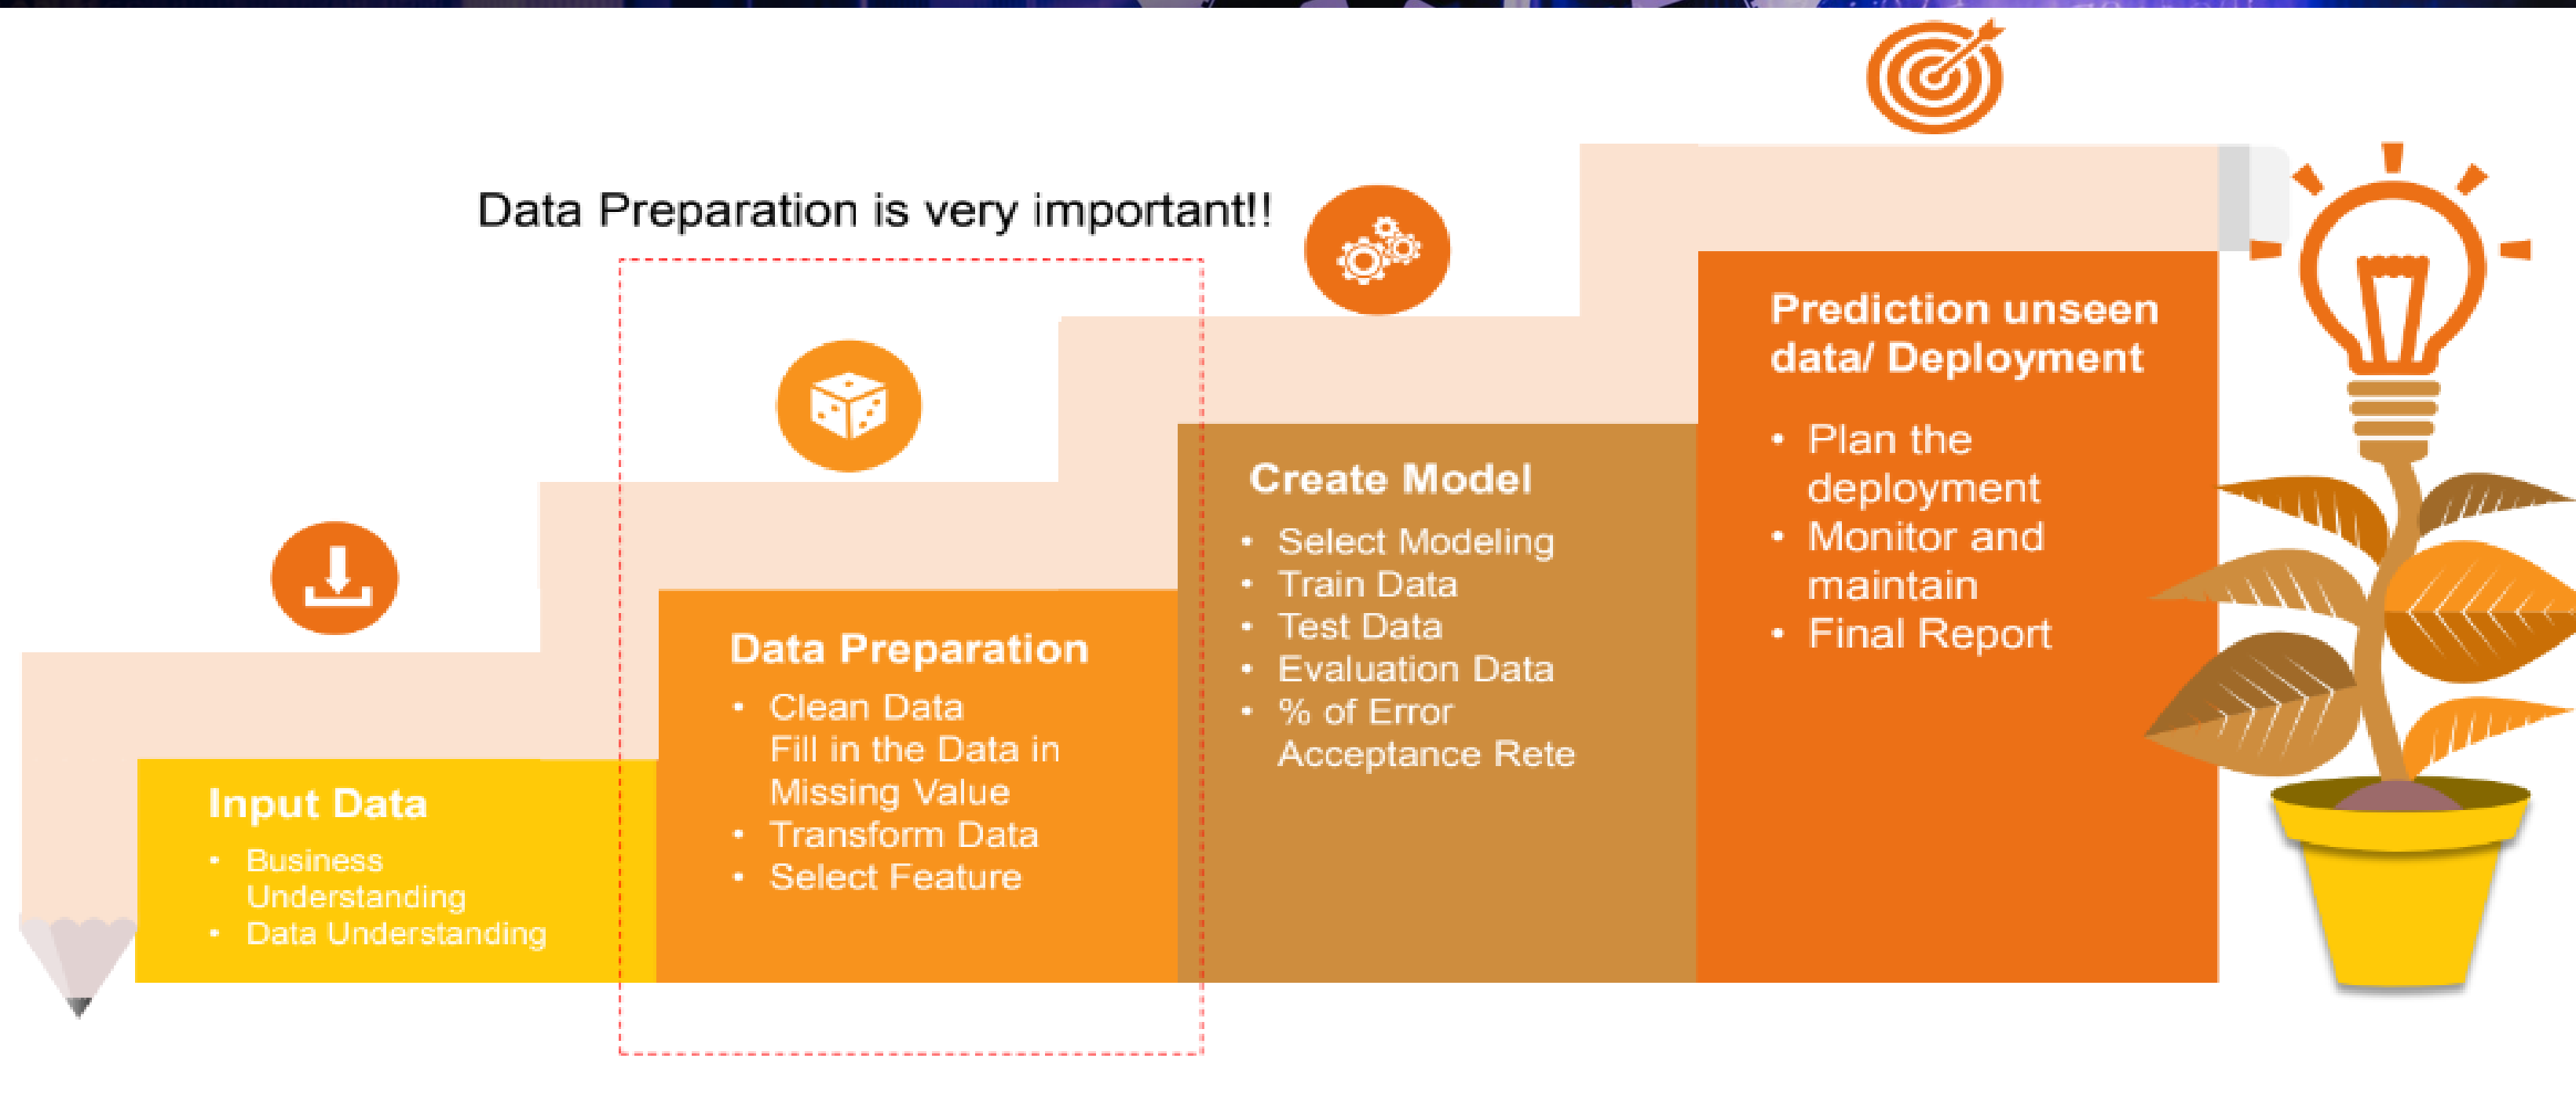 Data Preparation is very important!!
Input Data
• Business
Understanding
• Data Understanding
Data Preparation
• Clean Data
Fill in the Data in
Missing Value
• Transform Data
• Select Feature
Create Model
• Select Modeling
• Train Data
• Test Data
• Evaluation Data
• % of Error
Acceptance Rete
Prediction unseen
data/ Deployment
• Plan the
deployment
• Monitor and
maintain
• Final Report